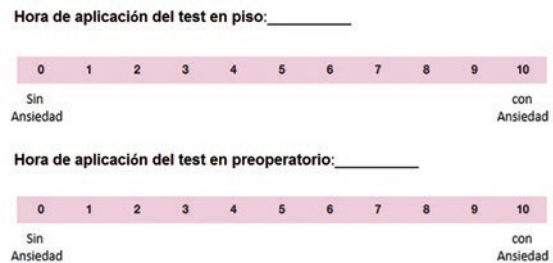 Hora de aplicación del test en piso:___________
0 1 2 3 4 5 6 7 8 9 10
Sin con
Ansiedad Ansiedad
Hora de aplicación del test en preoperatorio:___________
0 1 2 3 4 5 6 7 8 9 10
Sin con
Ansiedad Ansiedad